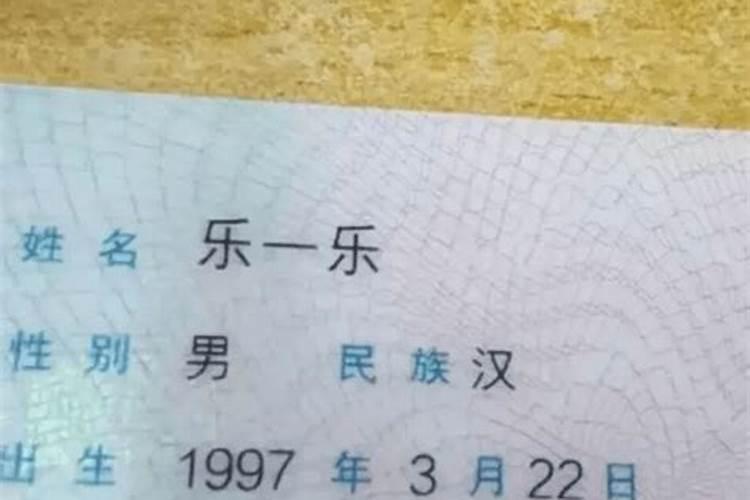 姓名 乐一乐
性别 男 民族 汉
出生 1997 年 3 月 22 日